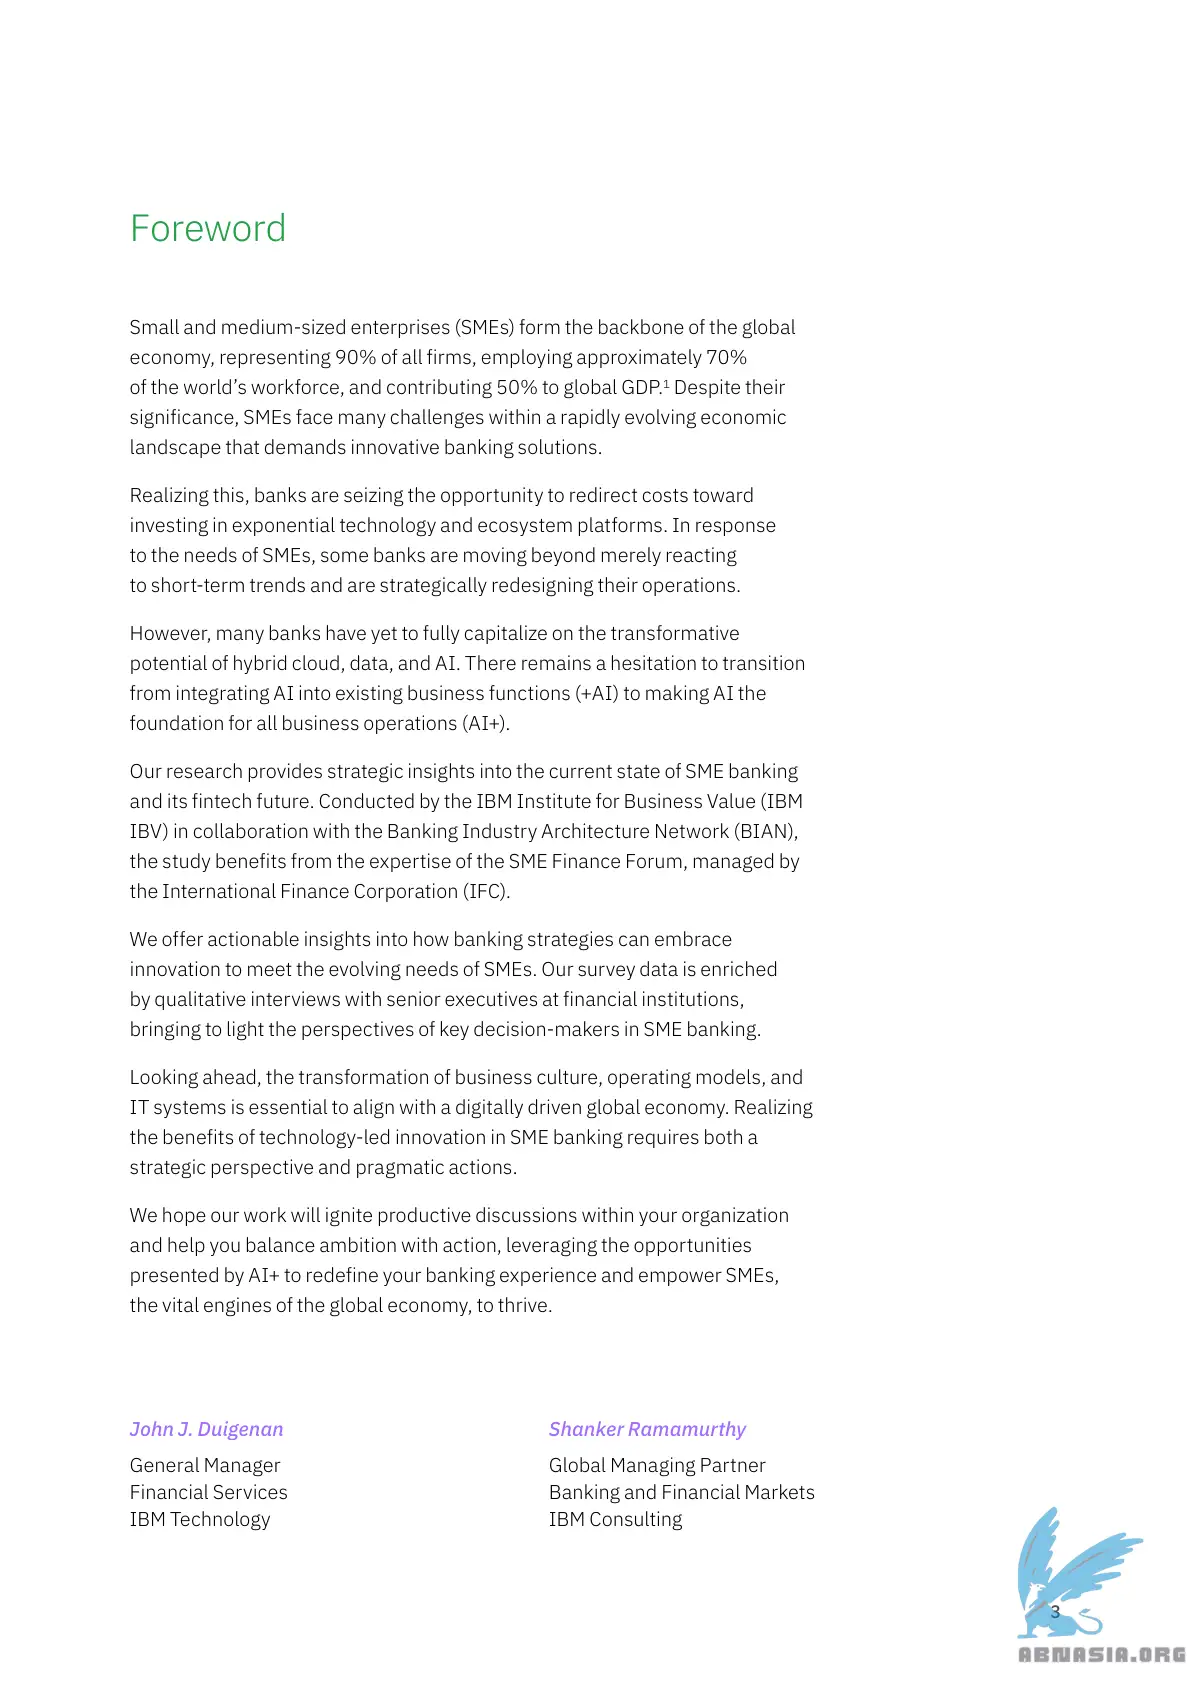 Foreword
Small and medium-sized enterprises (SMEs) form the backbone of the global
economy, representing 90% of all firms, employing approximately 70%
of the world’s workforce, and contributing 50% to global GDP.¹ Despite their
significance, SMEs face many challenges within a rapidly evolving economic
landscape that demands innovative banking solutions.
Realizing this, banks are seizing the opportunity to redirect costs toward
investing in exponential technology and ecosystem platforms. In response
to the needs of SMEs, some banks are moving beyond merely reacting
to short-term trends and are strategically redesigning their operations.
However, many banks have yet to fully capitalize on the transformative
potential of hybrid cloud, data, and AI. There remains a hesitation to transition
from integrating AI into existing business functions (+AI) to making AI the
foundation for all business operations (AI+).
Our research provides strategic insights into the current state of SME banking
and its fintech future. Conducted by the IBM Institute for Business Value (IBM
IBV) in collaboration with the Banking Industry Architecture Network (BIAN),
the study benefits from the expertise of the SME Finance Forum, managed by
the International Finance Corporation (IFC).
We offer actionable insights into how banking strategies can embrace
innovation to meet the evolving needs of SMEs. Our survey data is enriched
by qualitative interviews with senior executives at financial institutions,
bringing to light the perspectives of key decision-makers in SME banking.
Looking ahead, the transformation of business culture, operating models, and
IT systems is essential to align with a digitally driven global economy. Realizing
the benefits of technology-led innovation in SME banking requires both a
strategic perspective and pragmatic actions.
We hope our work will ignite productive discussions within your organization
and help you balance ambition with action, leveraging the opportunities
presented by AI+ to redefine your banking experience and empower SMEs,
the vital engines of the global economy, to thrive.
John J. Duigenan
General Manager
Financial Services
IBM Technology
Shanker Ramamurthy
Global Managing Partner
Banking and Financial Markets
IBM Consulting
3
ABNASIA.ORG